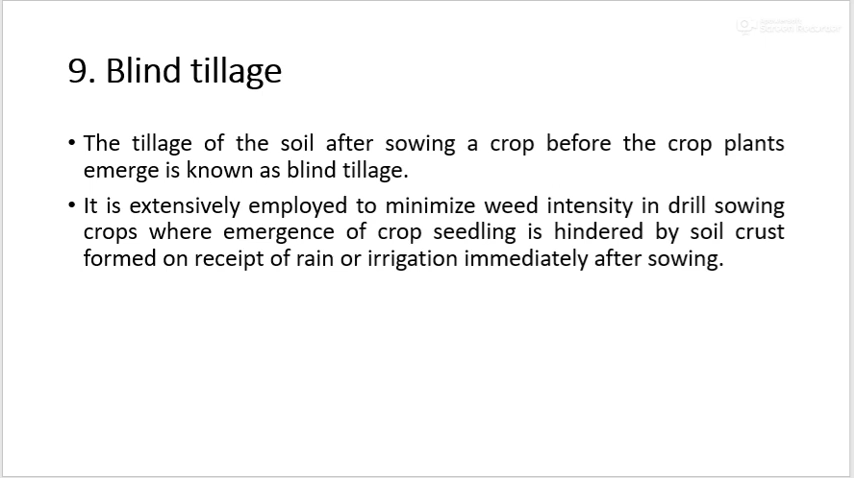 9. Blind tillage
• The tillage of the soil after sowing a crop before the crop plants
emerge is known as blind tillage.
• It is extensively employed to minimize weed intensity in drill sowing
crops where emergence of crop seedling is hindered by soil crust
formed on receipt of rain or irrigation immediately after sowing.